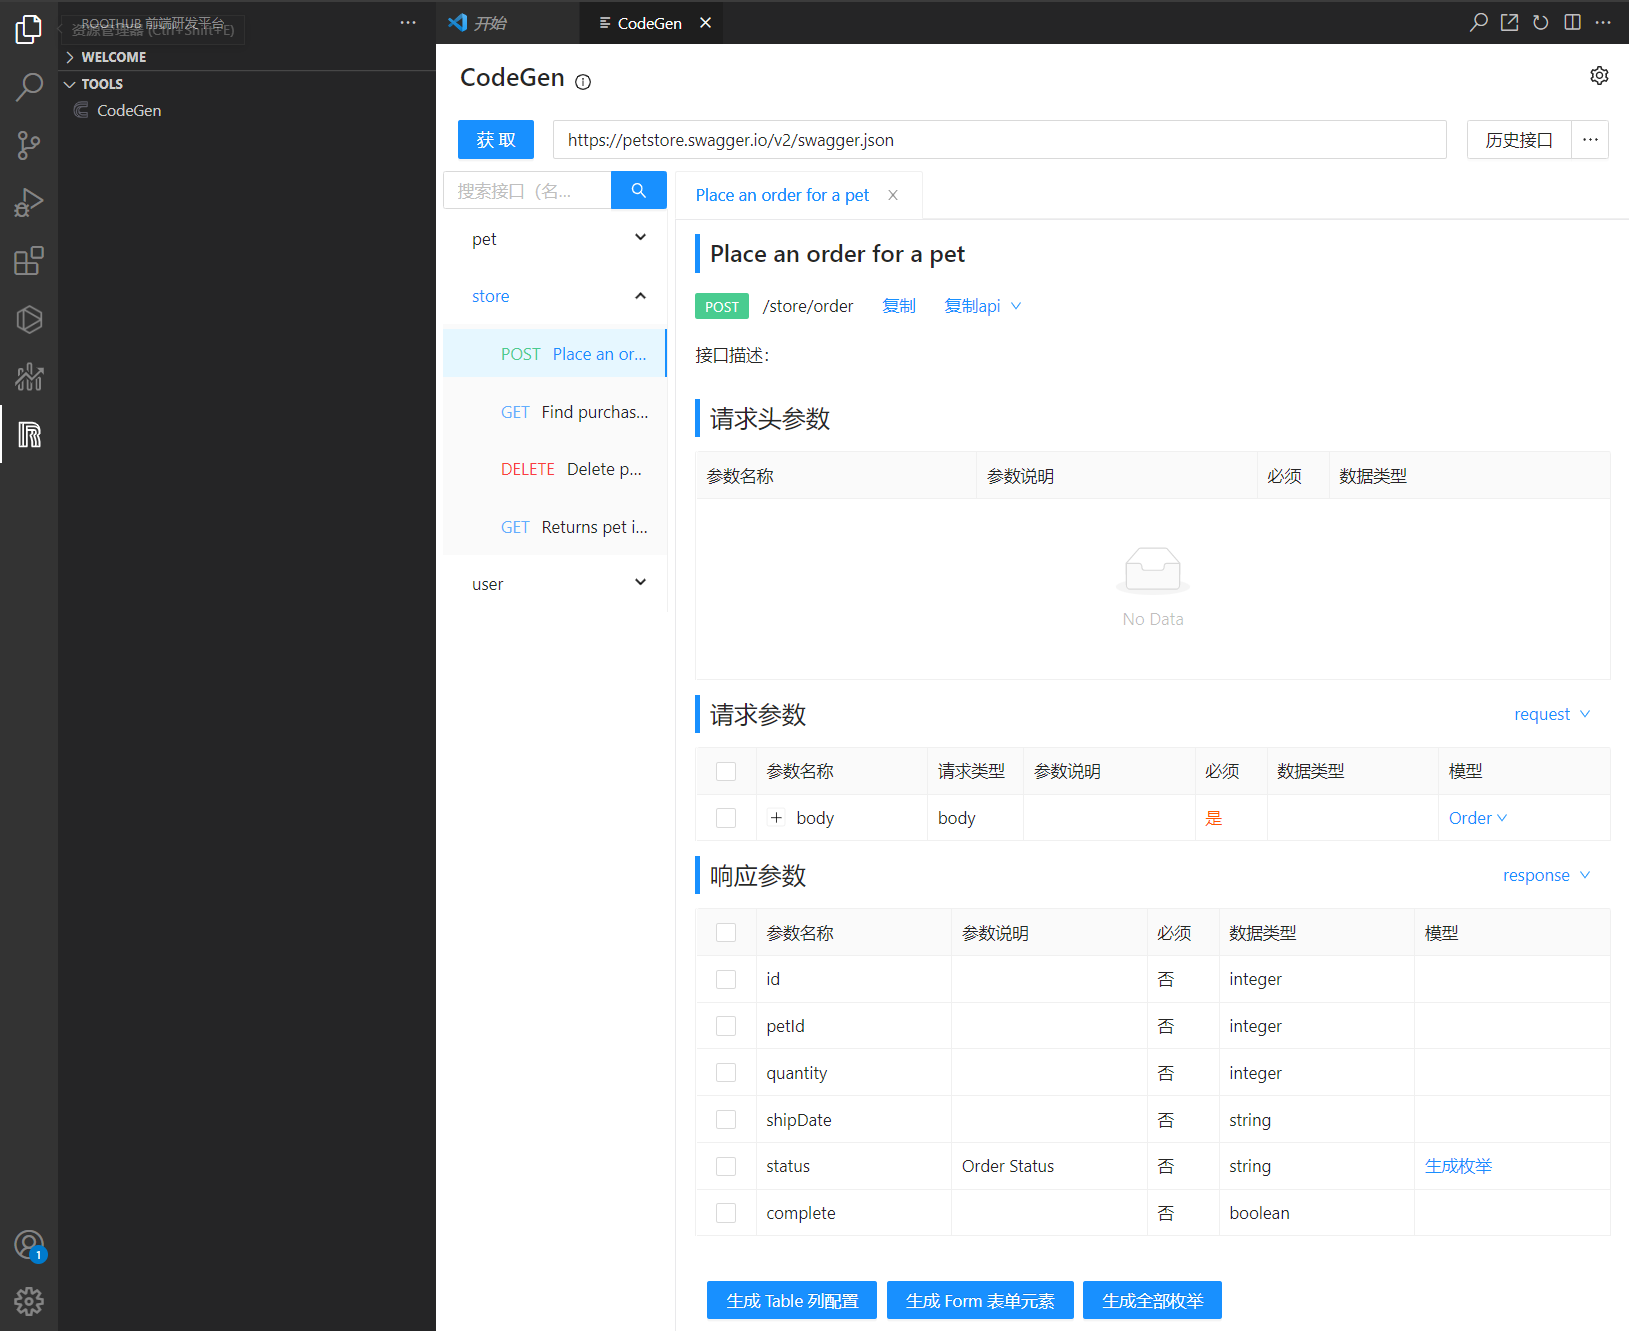 ROOTHUB 前端研发平台
资源管理器 (Ctrl+Shift+E)
WELCOME
TOOLS
CodeGen
1
开始
CodeGen
CodeGen
获 取
https://petstore.swagger.io/v2/swagger.json
历史接口
搜索接口（名...
pet
store
POST Place an or...
GET Find purchas...
DELETE Delete p...
GET Returns pet i...
user
Place an order for a pet
Place an order for a pet
POST /store/order 复制 复制api
接口描述：
请求头参数
参数名称 参数说明 必须 数据类型
No Data
请求参数 request
参数名称 请求类型 参数说明 必须 数据类型 模型
body body 是 Order
响应参数 response
参数名称 参数说明 必须 数据类型 模型
id 否 integer
petId 否 integer
quantity 否 integer
shipDate 否 string
status Order Status 否 string 生成枚举
complete 否 boolean
生成 Table 列配置 生成 Form 表单元素 生成全部枚举